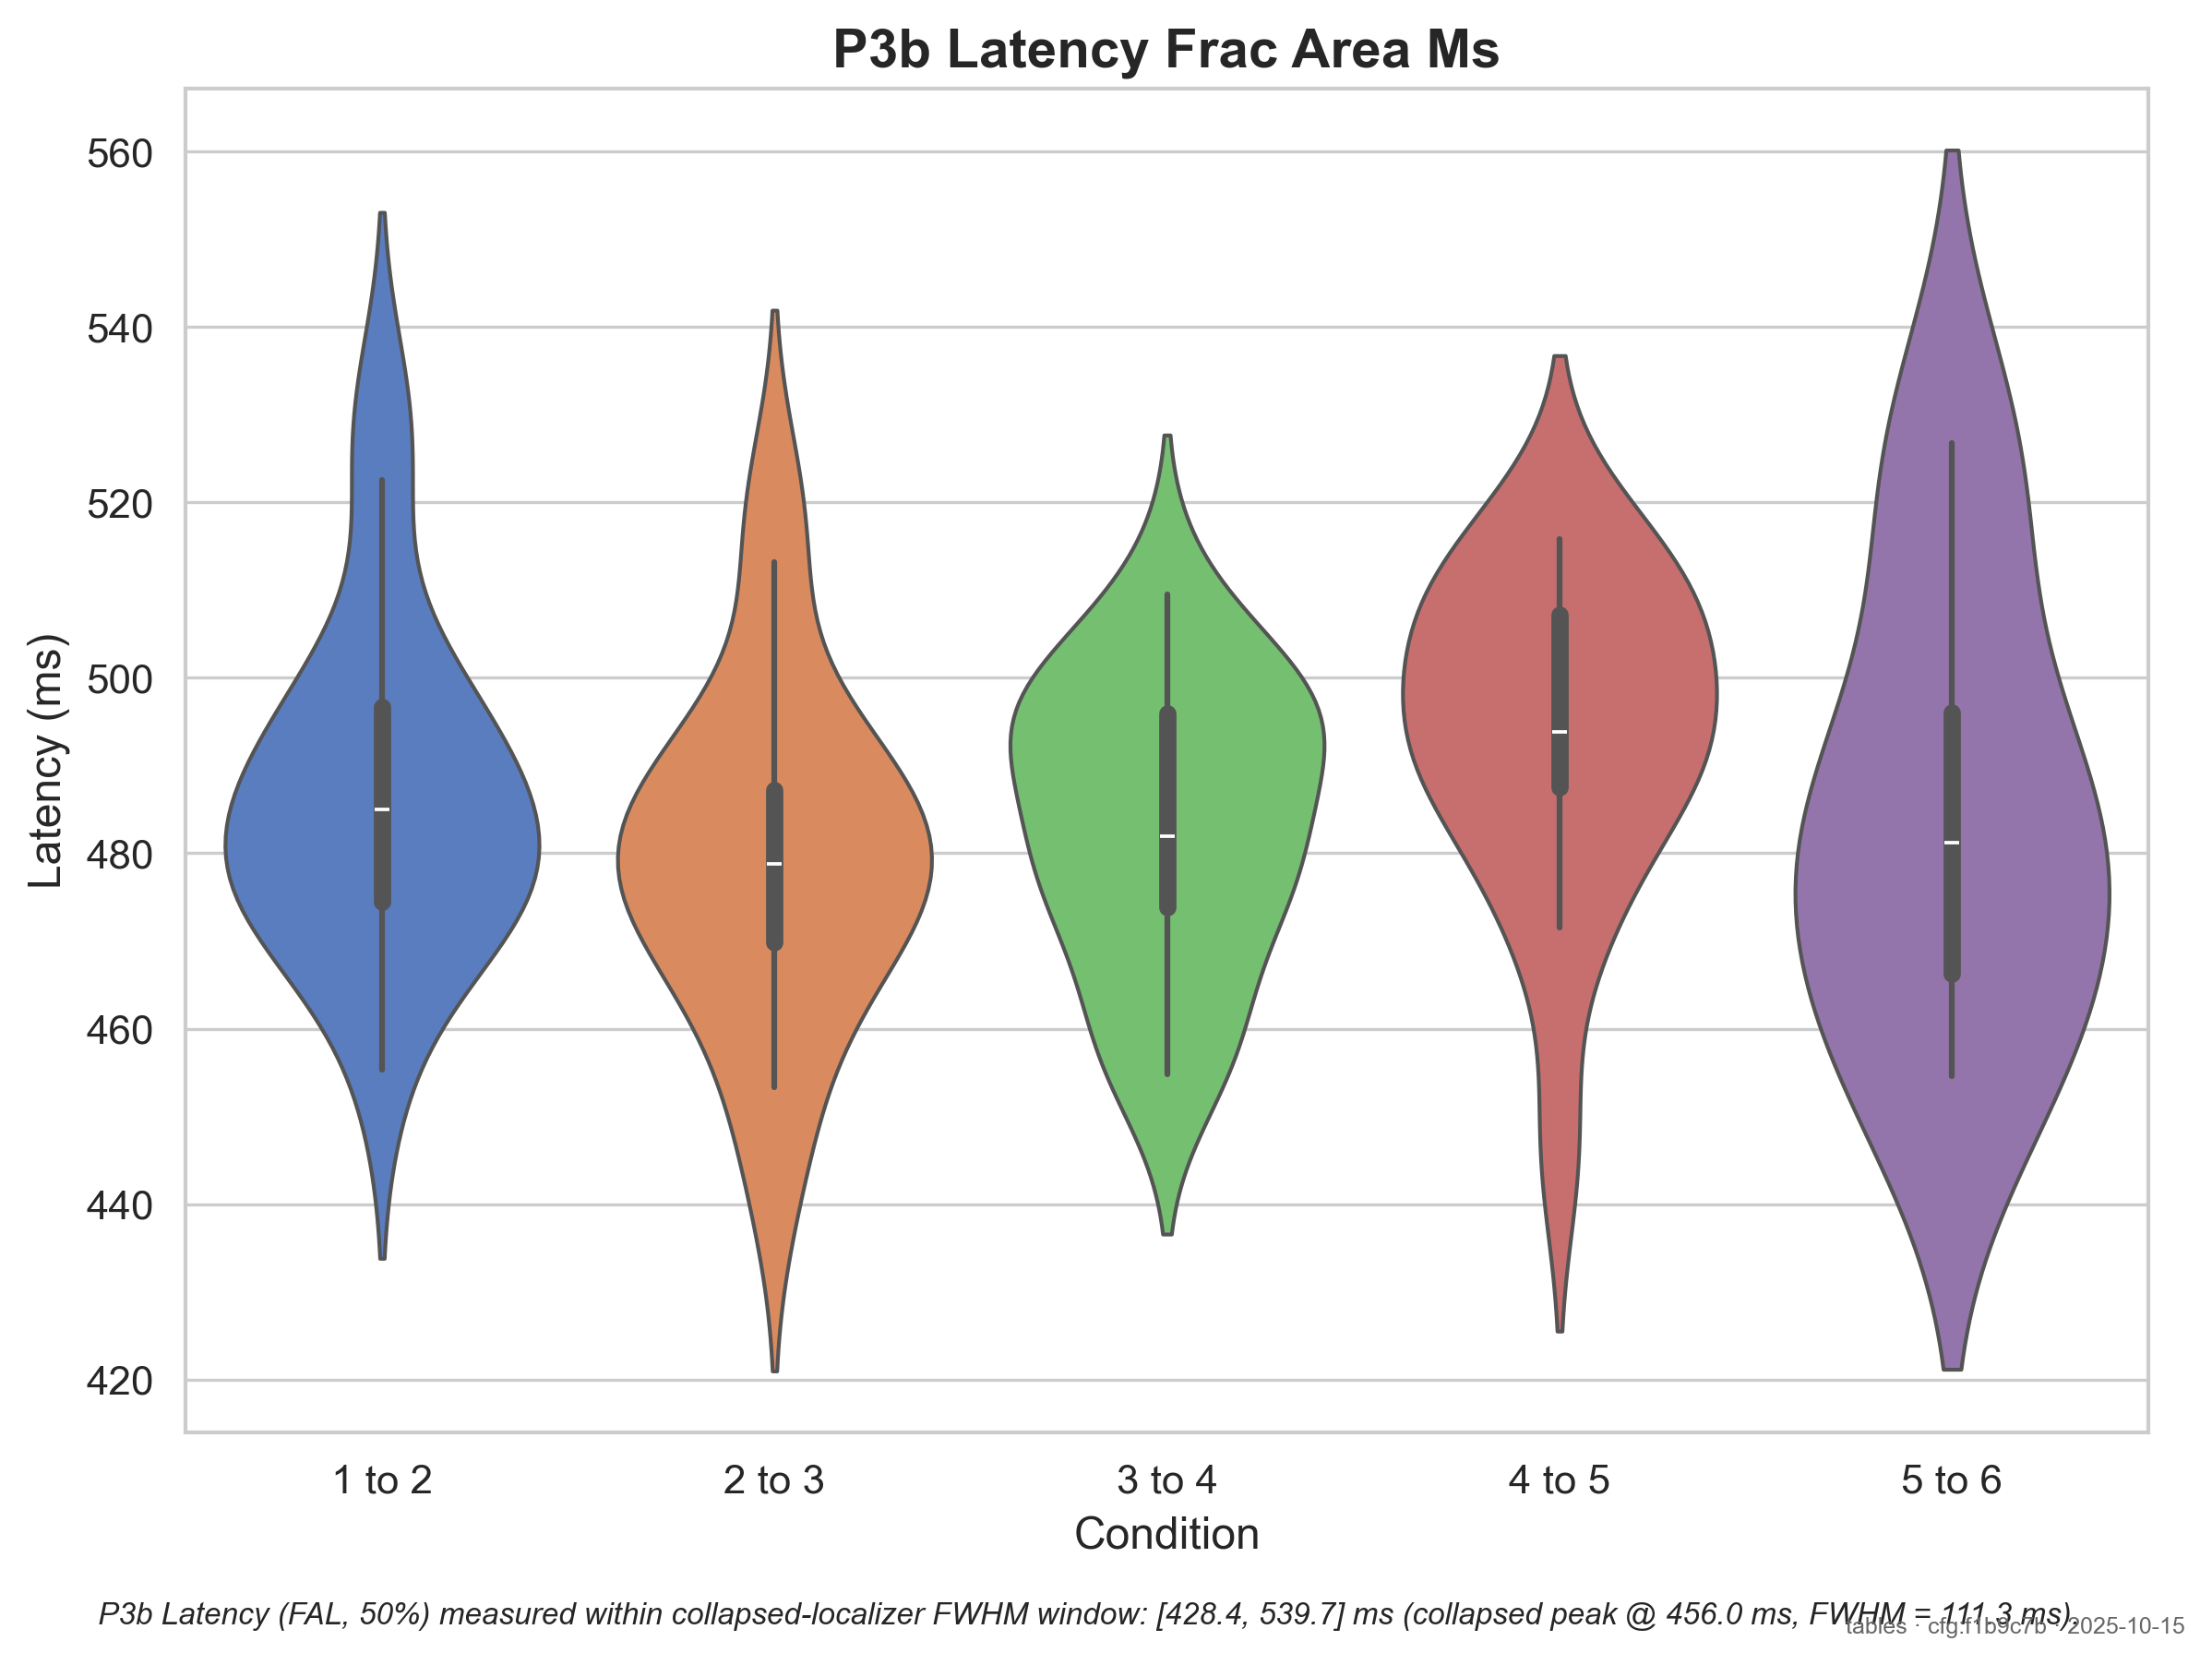 P3b Latency Frac Area Ms
560
540
520
500
480
460
440
420
Latency (ms)
1 to 2 2 to 3 3 to 4 4 to 5 5 to 6
Condition
P3b Latency (FAL, 50%) measured within collapsed-localizer FWHM window: [428.4, 539.7] ms (collapsed peak @ 456.0 ms, FWHM = 111.3 ms).
tables · cfg:f1b9c7b · 2025-10-15